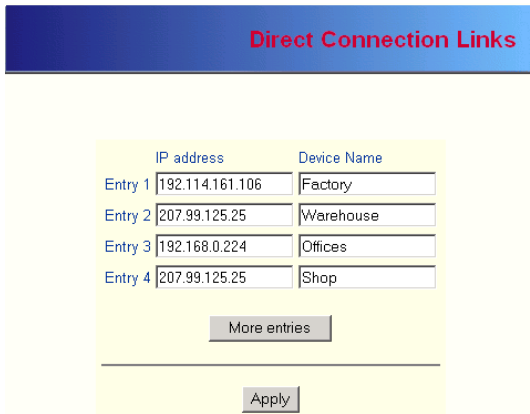 Direct Connection Links
IP address Device Name
Entry 1 192.114.161.106 Factory
Entry 2 207.99.125.25 Warehouse
Entry 3 192.168.0.224 Offices
Entry 4 207.99.125.25 Shop
More entries
Apply